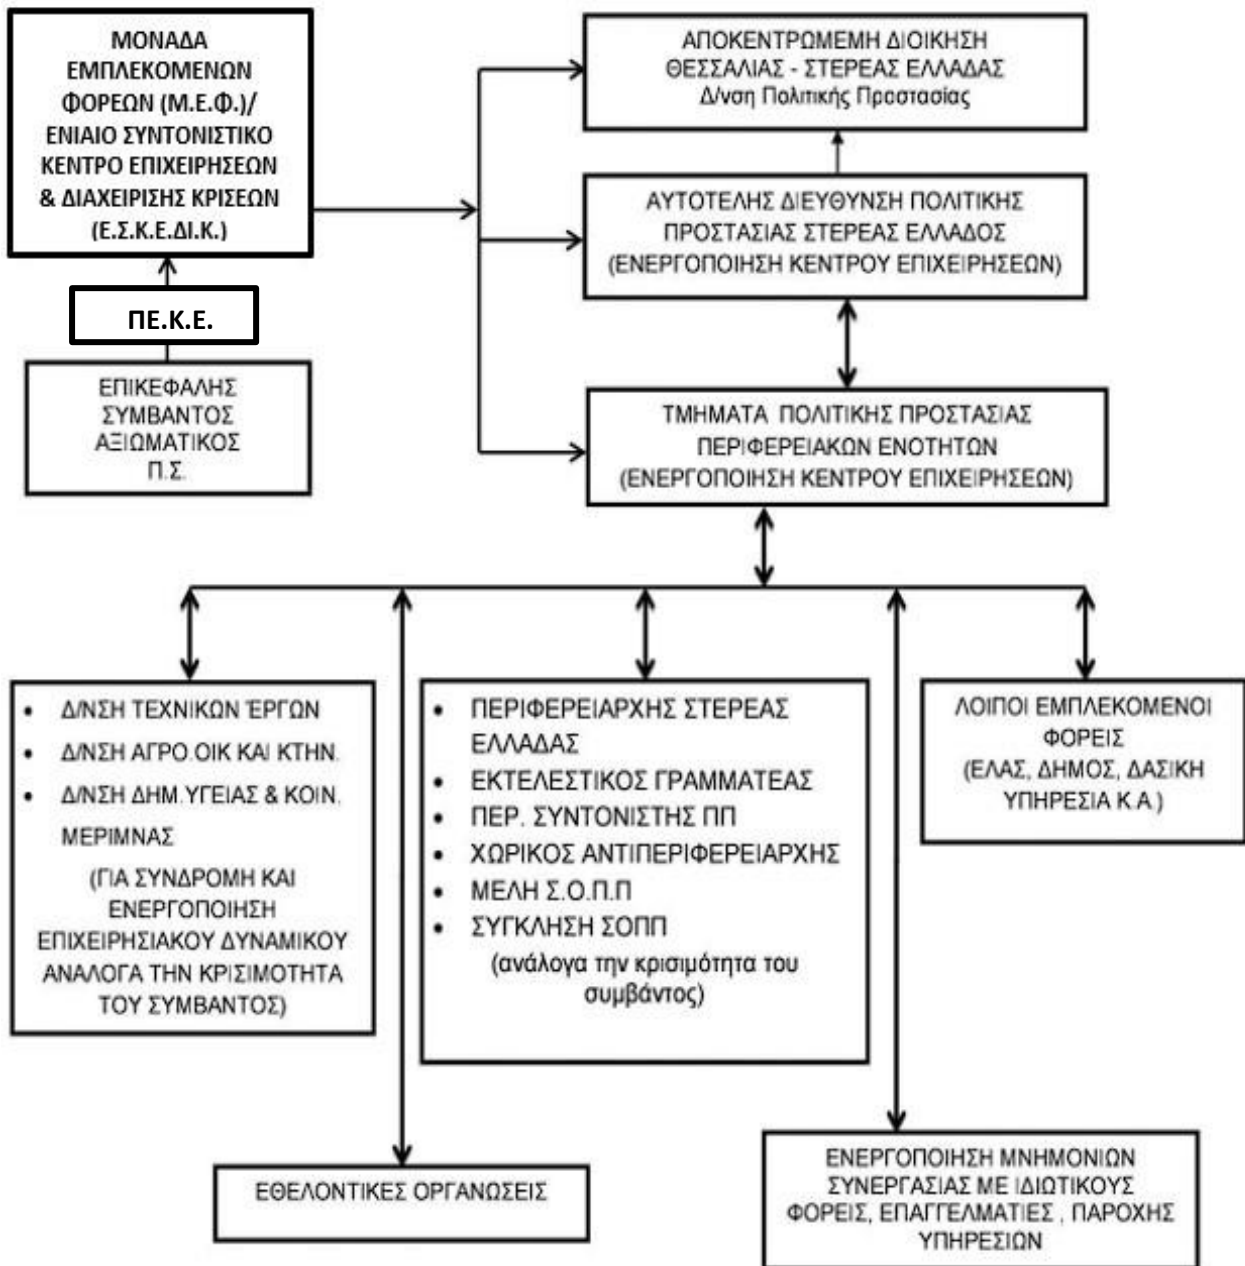 ΜΟΝΑΔΑ
ΕΜΠΛΕΚΟΜΕΝΩΝ
ΦΟΡΕΩΝ (Μ.Ε.Φ.)/
ΕΝΙΑΙΟ ΣΥΝΤΟΝΙΣΤΙΚΟ
ΚΕΝΤΡΟ ΕΠΙΧΕΙΡΗΣΕΩΝ
& ΔΙΑΧΕΙΡΙΣΗΣ ΚΡΙΣΕΩΝ
(Ε.Σ.Κ.Ε.ΔΙ.Κ.)
ΠΕ.Κ.Ε.
ΕΠΙΚΕΦΑΛΗΣ
ΣΥΜΒΑΝΤΟΣ
ΑΞΙΩΜΑΤΙΚΟΣ
Π.Σ.
ΑΠΟΚΕΝΤΡΩΜΕΜΗ ΔΙΟΙΚΗΣΗ
ΘΕΣΣΑΛΙΑΣ - ΣΤΕΡΕΑΣ ΕΛΛΑΔΑΣ
Δ/νση Πολιτικής Προστασίας
ΑΥΤΟΤΕΛΗΣ ΔΙΕΥΘΥΝΣΗ ΠΟΛΙΤΙΚΗΣ
ΠΡΟΣΤΑΣΙΑΣ ΣΤΕΡΕΑΣ ΕΛΛΑΔΟΣ
(ΕΝΕΡΓΟΠΟΙΗΣΗ ΚΕΝΤΡΟΥ ΕΠΙΧΕΙΡΗΣΕΩΝ)
ΤΜΗΜΑΤΑ ΠΟΛΙΤΙΚΗΣ ΠΡΟΣΤΑΣΙΑΣ
ΠΕΡΙΦΕΡΕΙΑΚΩΝ ΕΝΟΤΗΤΩΝ
(ΕΝΕΡΓΟΠΟΙΗΣΗ ΚΕΝΤΡΟΥ ΕΠΙΧΕΙΡΗΣΕΩΝ)
• Δ/ΝΣΗ ΤΕΧΝΙΚΩΝ ΈΡΓΩΝ
• Δ/ΝΣΗ ΑΓΡΟ.ΟΙΚ ΚΑΙ ΚΤΗΝ.
• Δ/ΝΣΗ ΔΗΜ.ΥΓΕΙΑΣ & ΚΟΙΝ.
ΜΕΡΙΜΝΑΣ
(ΓΙΑ ΣΥΝΔΡΟΜΗ ΚΑΙ
ΕΝΕΡΓΟΠΟΙΗΣΗ
ΕΠΙΧΕΙΡΗΣΙΑΚΟΥ ΔΥΝΑΜΙΚΟΥ
ΑΝΑΛΟΓΑ ΤΗΝ ΚΡΙΣΙΜΟΤΗΤΑ
ΤΟΥ ΣΥΜΒΑΝΤΟΣ)
• ΠΕΡΙΦΕΡΕΙΑΡΧΗΣ ΣΤΕΡΕΑΣ
ΕΛΛΑΔΑΣ
• ΕΚΤΕΛΕΣΤΙΚΟΣ ΓΡΑΜΜΑΤΕΑΣ
• ΠΕΡ. ΣΥΝΤΟΝΙΣΤΗΣ ΠΠ
• ΧΩΡΙΚΟΣ ΑΝΤΙΠΕΡΙΦΕΡΕΙΑΡΧΗΣ
• ΜΕΛΗ Σ.Ο.Π.Π
• ΣΥΓΚΛΗΣΗ ΣΟΠΠ
(ανάλογα την κρισιμότητα του
συμβάντος)
ΛΟΙΠΟΙ ΕΜΠΛΕΚΟΜΕΝΟΙ
ΦΟΡΕΙΣ
(ΕΛΑΣ, ΔΗΜΟΣ, ΔΑΣΙΚΗ
ΥΠΗΡΕΣΙΑ Κ.Α.)
ΕΘΕΛΟΝΤΙΚΕΣ ΟΡΓΑΝΩΣΕΙΣ
ΕΝΕΡΓΟΠΟΙΗΣΗ ΜΝΗΜΟΝΙΩΝ
ΣΥΝΕΡΓΑΣΙΑΣ ΜΕ ΙΔΙΩΤΙΚΟΥΣ
ΦΟΡΕΙΣ, ΕΠΑΓΓΕΛΜΑΤΙΕΣ , ΠΑΡΟΧΗΣ
ΥΠΗΡΕΣΙΩΝ